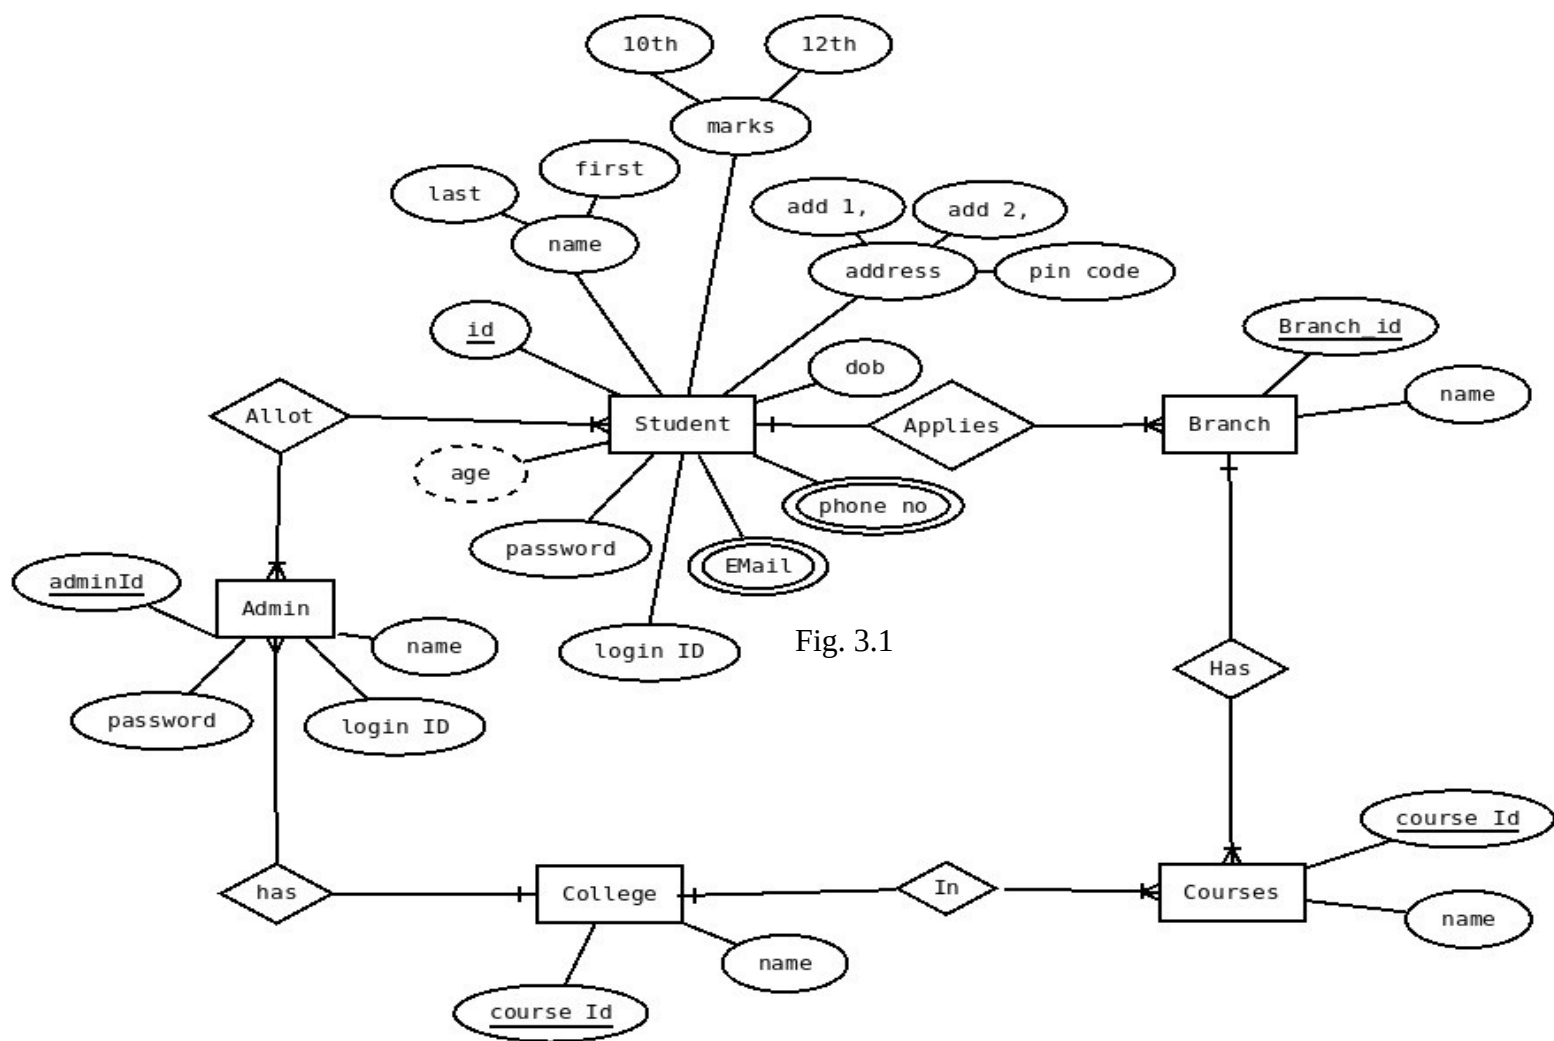 10th
12th
marks
first
last
name
add 1,
add 2,
address
pin code
id
Branch_id
dob
name
Allot
Student
Applies
Branch
age
phone no
password
EMail
adminId
Admin
name
login ID
Fig. 3.1
Has
password
login ID
course Id
has
College
In
Courses
name
name
course Id